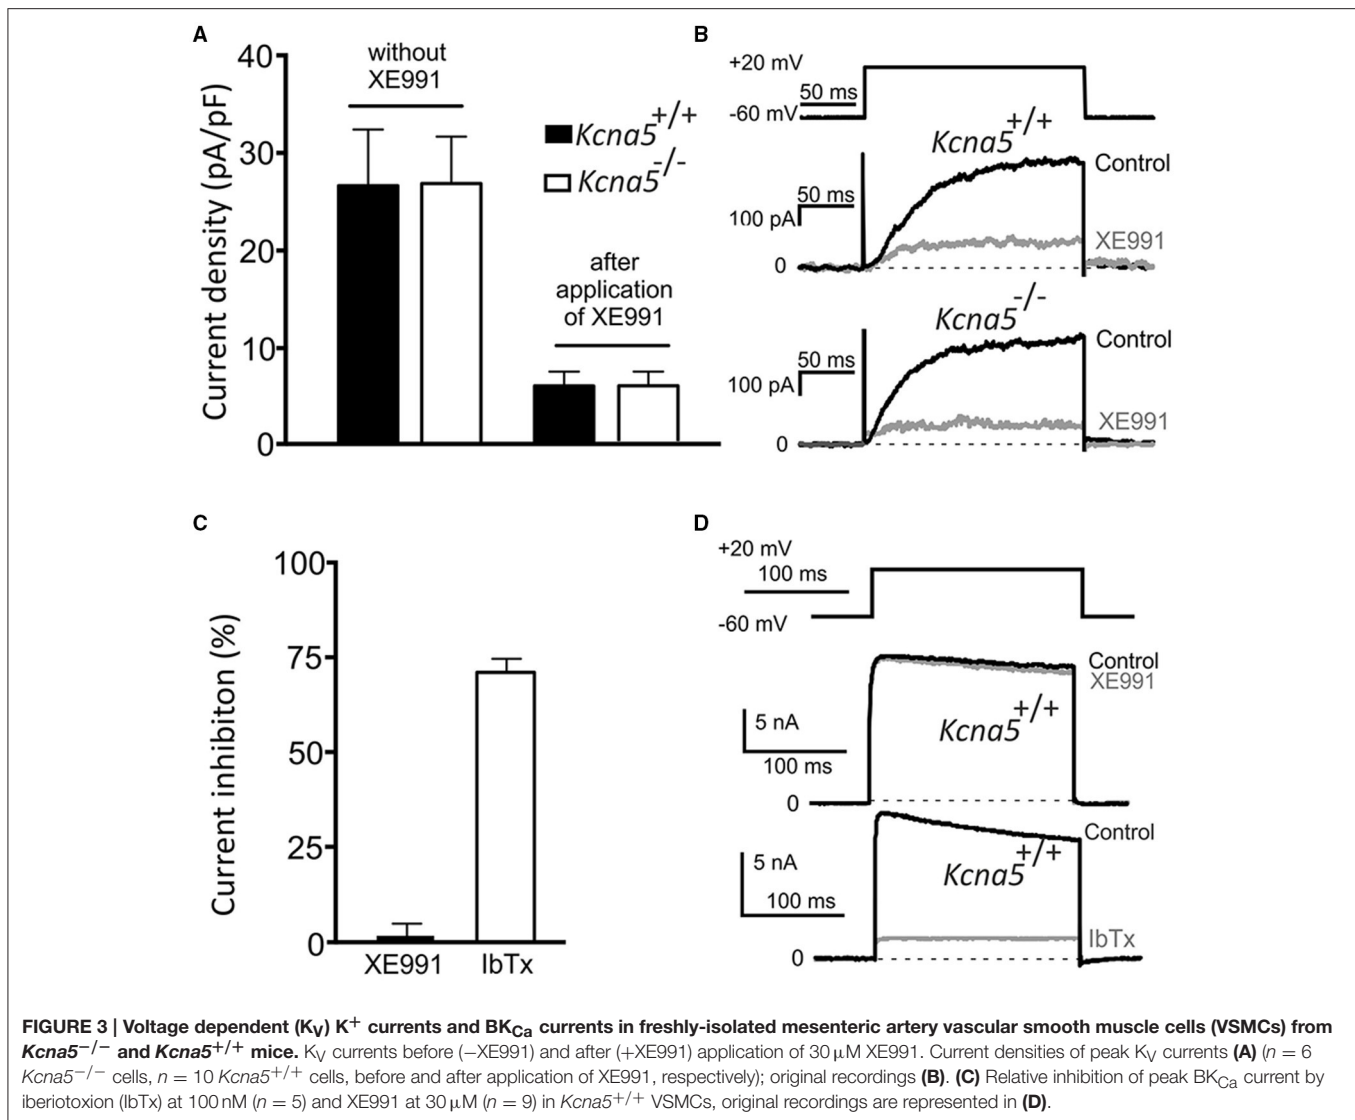 A
40
30
20
10
0
Current density (pA/pF)
without
XE991
Kcna5+/+
Kcna5-/-
after
application
of XE991
B
+20 mV
50 ms
-60 mV
Kcna5+/+
Control
50 ms
100 pA
XE991
0
Kcna5-/-
Control
50 ms
100 pA
XE991
0
C
100
75
50
25
0
Current inhibiton (%)
XE991
IbTx
D
+20 mV
100 ms
-60 mV
Control
XE991
Kcna5+/+
5 nA
100 ms
0
Control
Kcna5+/+
5 nA
100 ms
IbTx
0
FIGURE 3 | Voltage dependent (KV) K+ currents and BKCa currents in freshly-isolated mesenteric artery vascular smooth muscle cells (VSMCs) from
Kcna5−/− and Kcna5+/+ mice. KV currents before (−XE991) and after (+XE991) application of 30 μM XE991. Current densities of peak KV currents (A) (n = 6
Kcna5−/− cells, n = 10 Kcna5+/+ cells, before and after application of XE991, respectively); original recordings (B). (C) Relative inhibition of peak BKCa current by
iberiotoxion (IbTx) at 100 nM (n = 5) and XE991 at 30 μM (n = 9) in Kcna5+/+ VSMCs, original recordings are represented in (D).